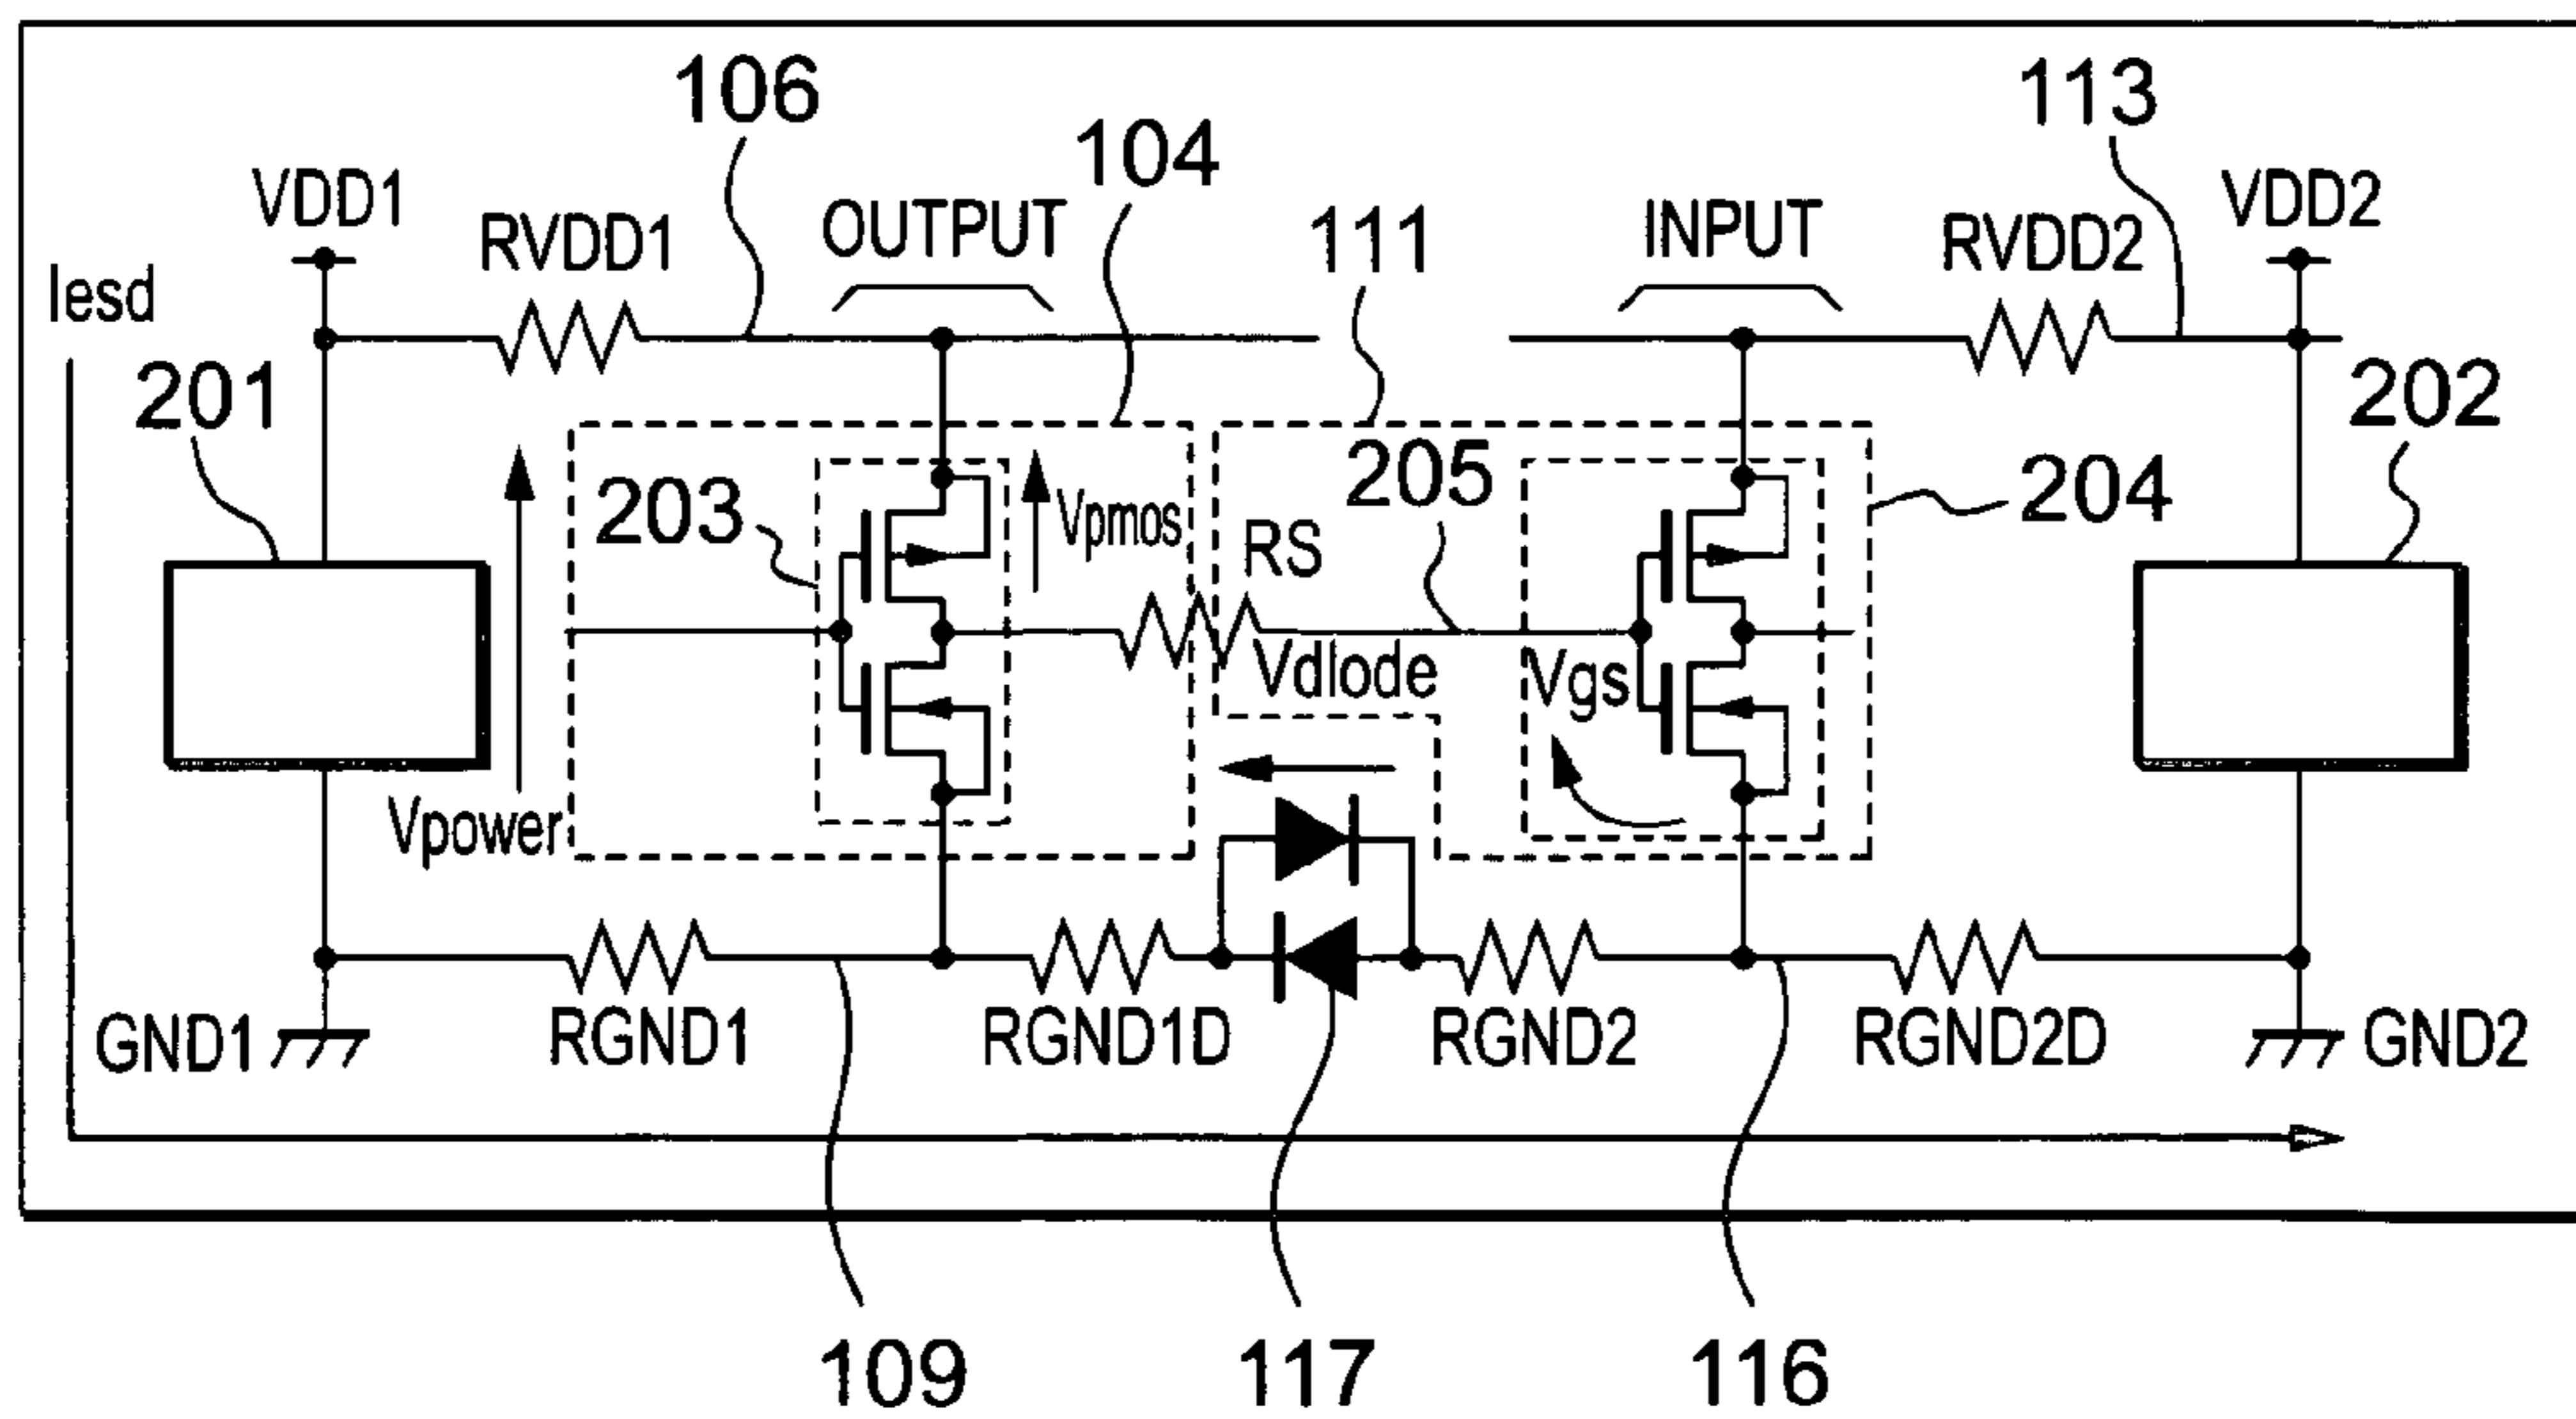 106
113
104
VDD1
RVDD1
OUTPUT
111
INPUT
RVDD2
VDD2
Iesd
201
202
203
Vpmos
205
204
RS
Vdlode
Vgs
Vpower
GND1
RGND1
RGND1D
RGND2
RGND2D
GND2
109
117
116